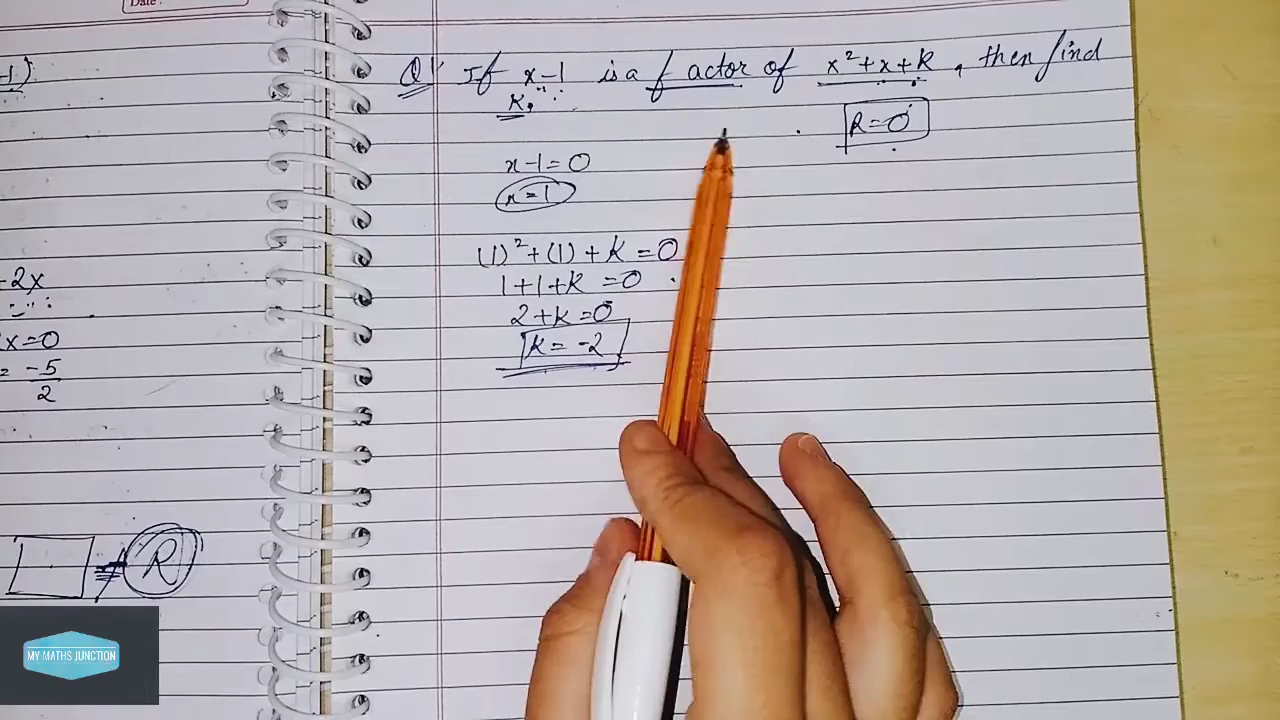 Date :
-1)
+2x
x=0
= -5
2
R
Q If x-1 is a factor of x²+x+k, then find
K.
R=0
x-1=0
x=1
(1)²+(1)+K=0
1+1+K=0
2+K=0
K= -2
MY MATHS JUNCTION